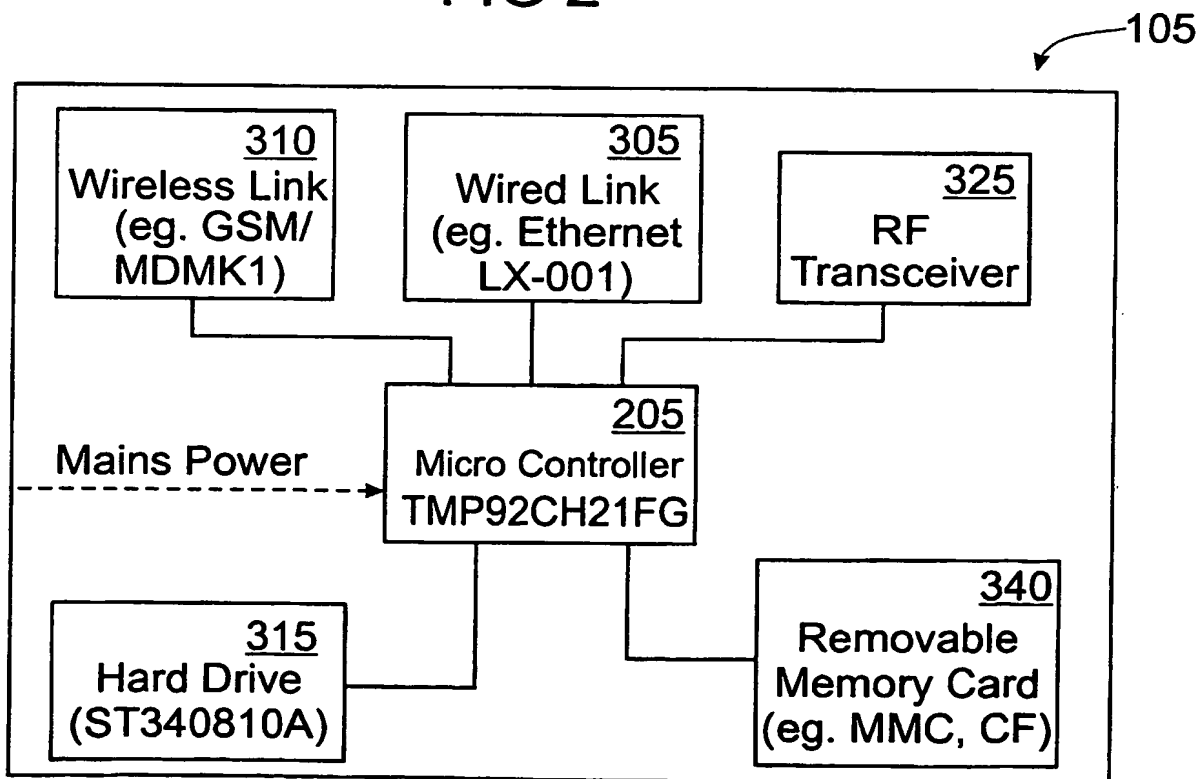 105
310
Wireless Link
(eg. GSM/
MDMK1)
305
Wired Link
(eg. Ethernet
LX-001)
325
RF
Transceiver
205
Micro Controller
TMP92CH21FG
Mains Power
315
Hard Drive
(ST340810A)
340
Removable
Memory Card
(eg. MMC, CF)